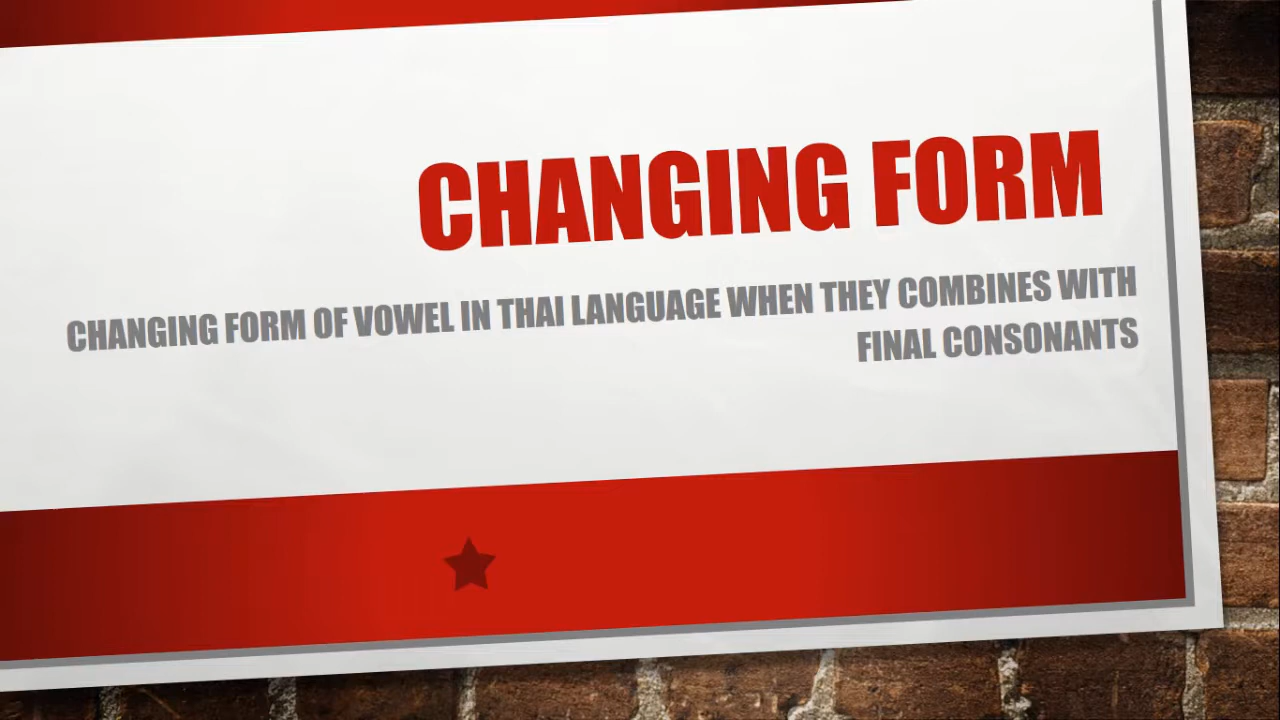 CHANGING FORM
CHANGING FORM OF VOWEL IN THAI LANGUAGE WHEN THEY COMBINES WITH
FINAL CONSONANTS